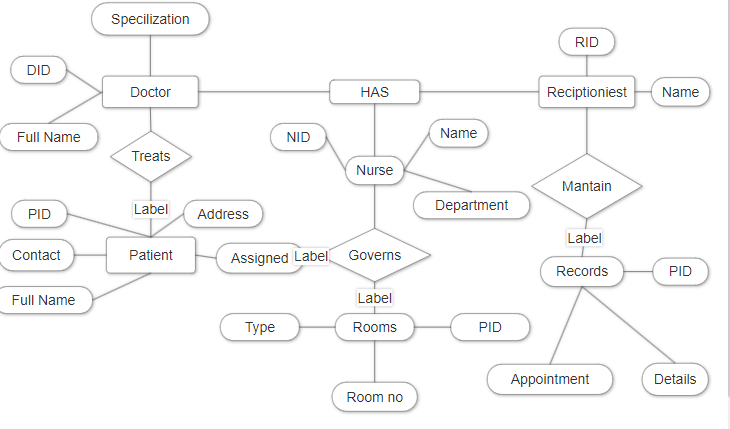 Specilization
RID
DID
Doctor
HAS
Reciptioniest
Name
Full Name
NID
Name
Treats
Nurse
Mantain
Label
Department
PID
Address
Label
Contact
Patient
Assigned
Label
Governs
Records
PID
Full Name
Label
Type
Rooms
PID
Appointment
Details
Room no